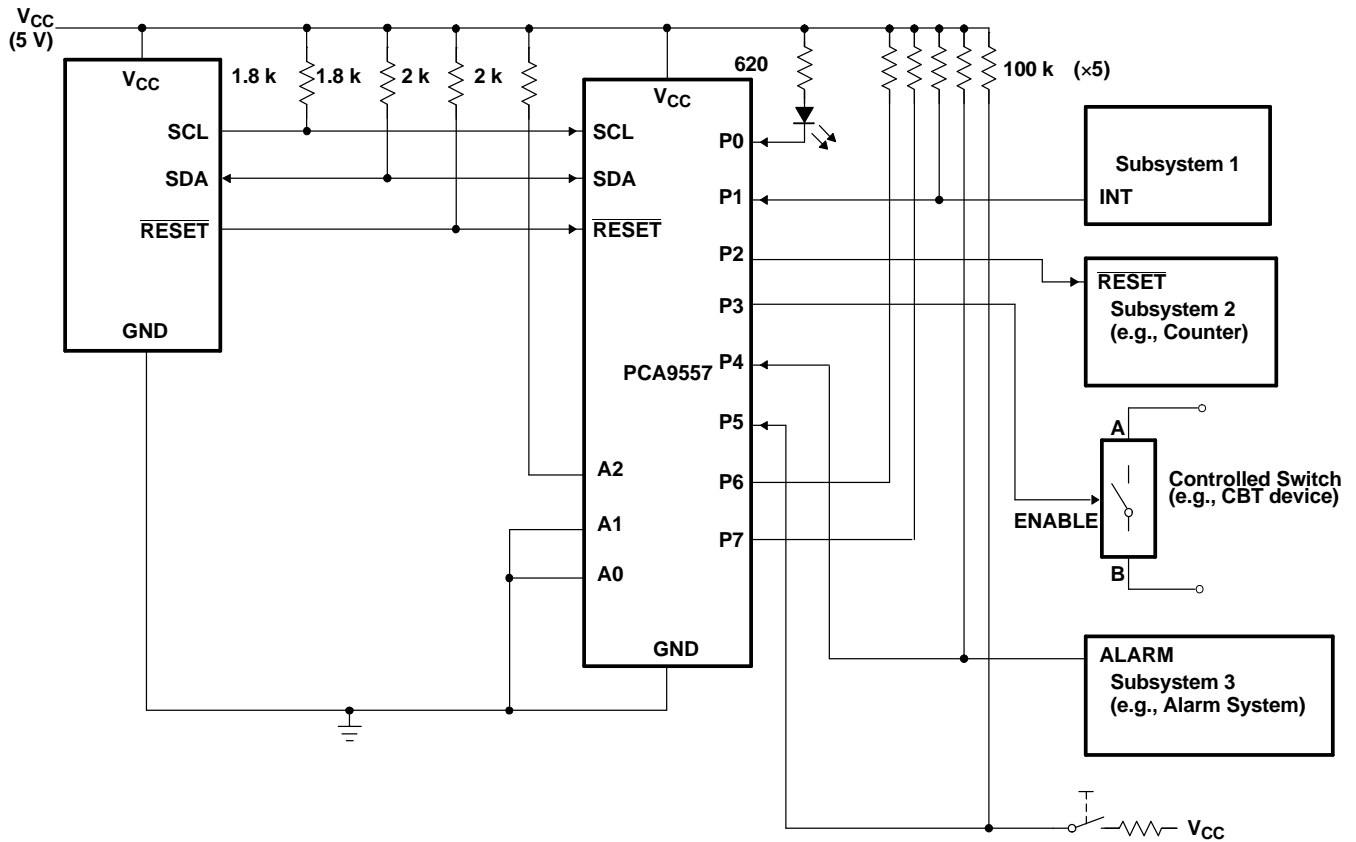 VCC
(5 V)
VCC
SCL
SDA
RESET
GND
1.8 k
1.8 k
2 k
2 k
VCC
SCL
SDA
RESET
PCA9557
A2
A1
A0
GND
P0
P1
P2
P3
P4
P5
P6
P7
620
100 k (×5)
Subsystem 1
INT
RESET
Subsystem 2
(e.g., Counter)
A
Controlled Switch
(e.g., CBT device)
ENABLE
B
ALARM
Subsystem 3
(e.g., Alarm System)
VCC